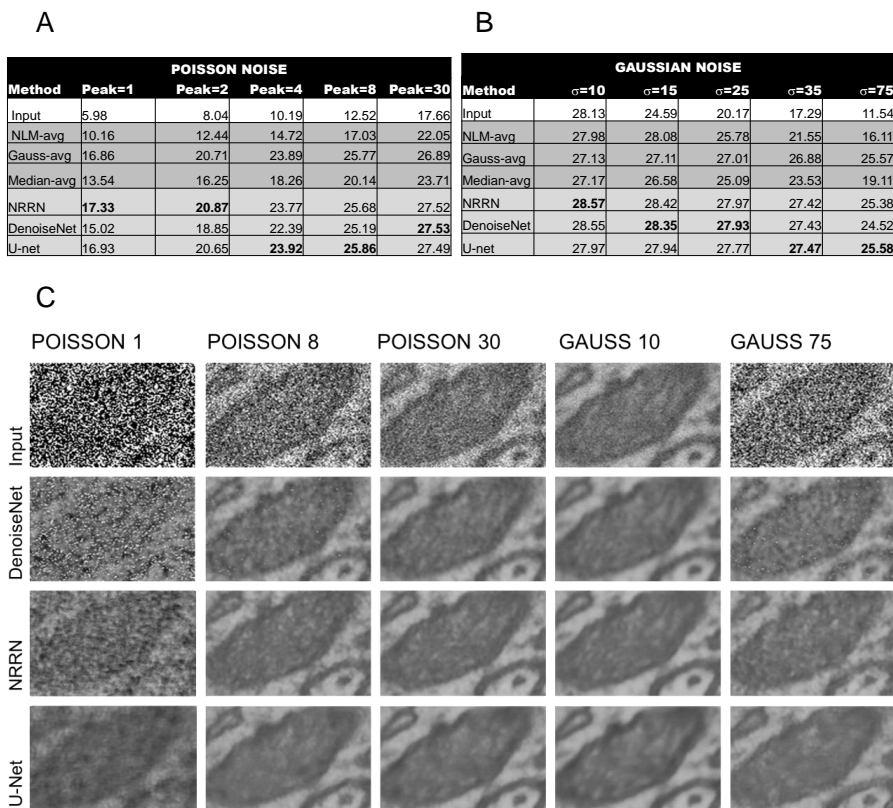 A
POISSON NOISE
Method Peak=1 Peak=2 Peak=4 Peak=8 Peak=30
Input 5.98 8.04 10.19 12.52 17.66
NLM-avg 10.16 12.44 14.72 17.03 22.05
Gauss-avg 16.86 20.71 23.89 25.77 26.89
Median-avg 13.54 16.25 18.26 20.14 23.71
NRRN 17.33 20.87 23.77 25.68 27.52
DenoiseNet 15.02 18.85 22.39 25.19 27.53
U-net 16.93 20.65 23.92 25.86 27.49
B
GAUSSIAN NOISE
Method σ=10 σ=15 σ=25 σ=35 σ=75
Input 28.13 24.59 20.17 17.29 11.54
NLM-avg 27.98 28.08 25.78 21.55 16.11
Gauss-avg 27.13 27.11 27.01 26.88 25.57
Median-avg 27.17 26.58 25.09 23.53 19.11
NRRN 28.57 28.42 27.97 27.42 25.38
DenoiseNet 28.55 28.35 27.93 27.43 24.52
U-net 27.97 27.94 27.77 27.47 25.58
C
POISSON 1 POISSON 8 POISSON 30 GAUSS 10 GAUSS 75
Input
DenoiseNet
NRRN
U-Net